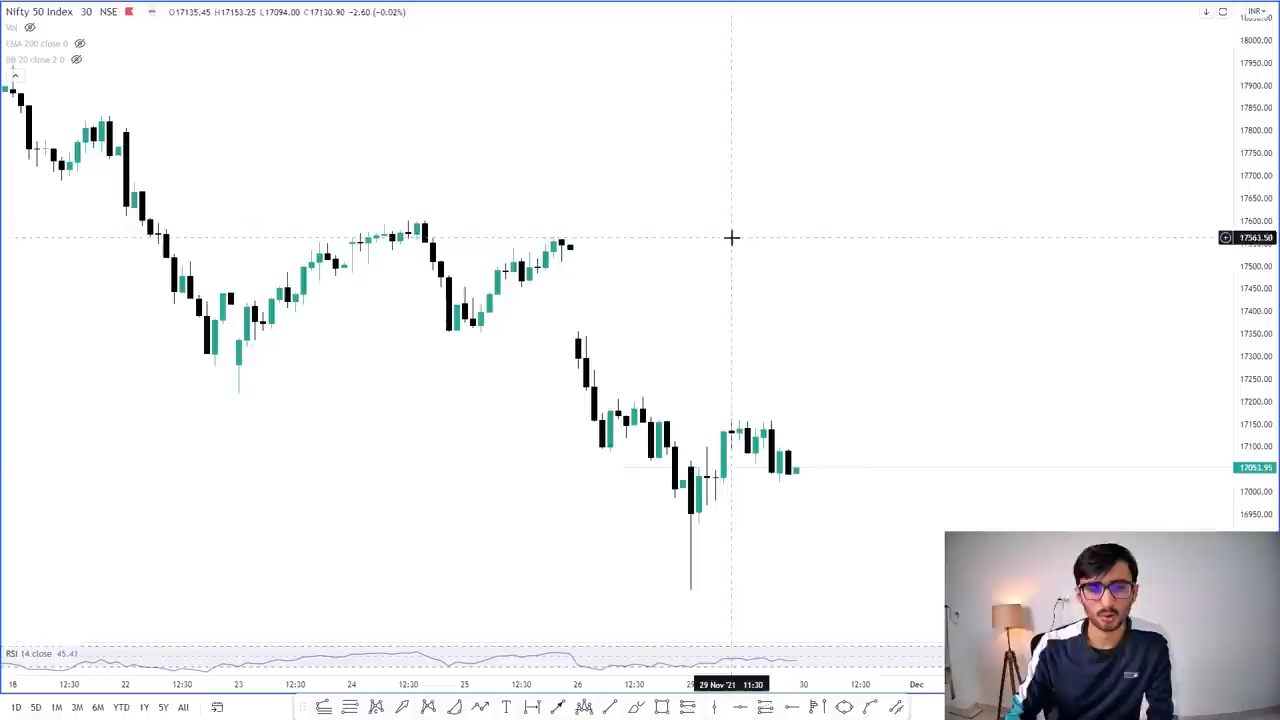 Nifty 50 Index 30 NSE O17135.45 H17153.25 L17094.00 C17130.90 -2.60 (-0.02%)
INR
Vol
EMA 200 close 0
BB 20 close 2 0
18000.00
17950.00
17900.00
17850.00
17800.00
17750.00
17700.00
17650.00
17600.00
17563.50
17500.00
17450.00
17400.00
17350.00
17300.00
17250.00
17200.00
17150.00
17100.00
17053.95
17000.00
16950.00
RSI 14 close 45.41
18 12:30 22 12:30 23 12:30 24 12:30 25 12:30 26 12:30 29 Nov '21 11:30 30 12:30 Dec
1D 5D 1M 3M 6M YTD 1Y 5Y All